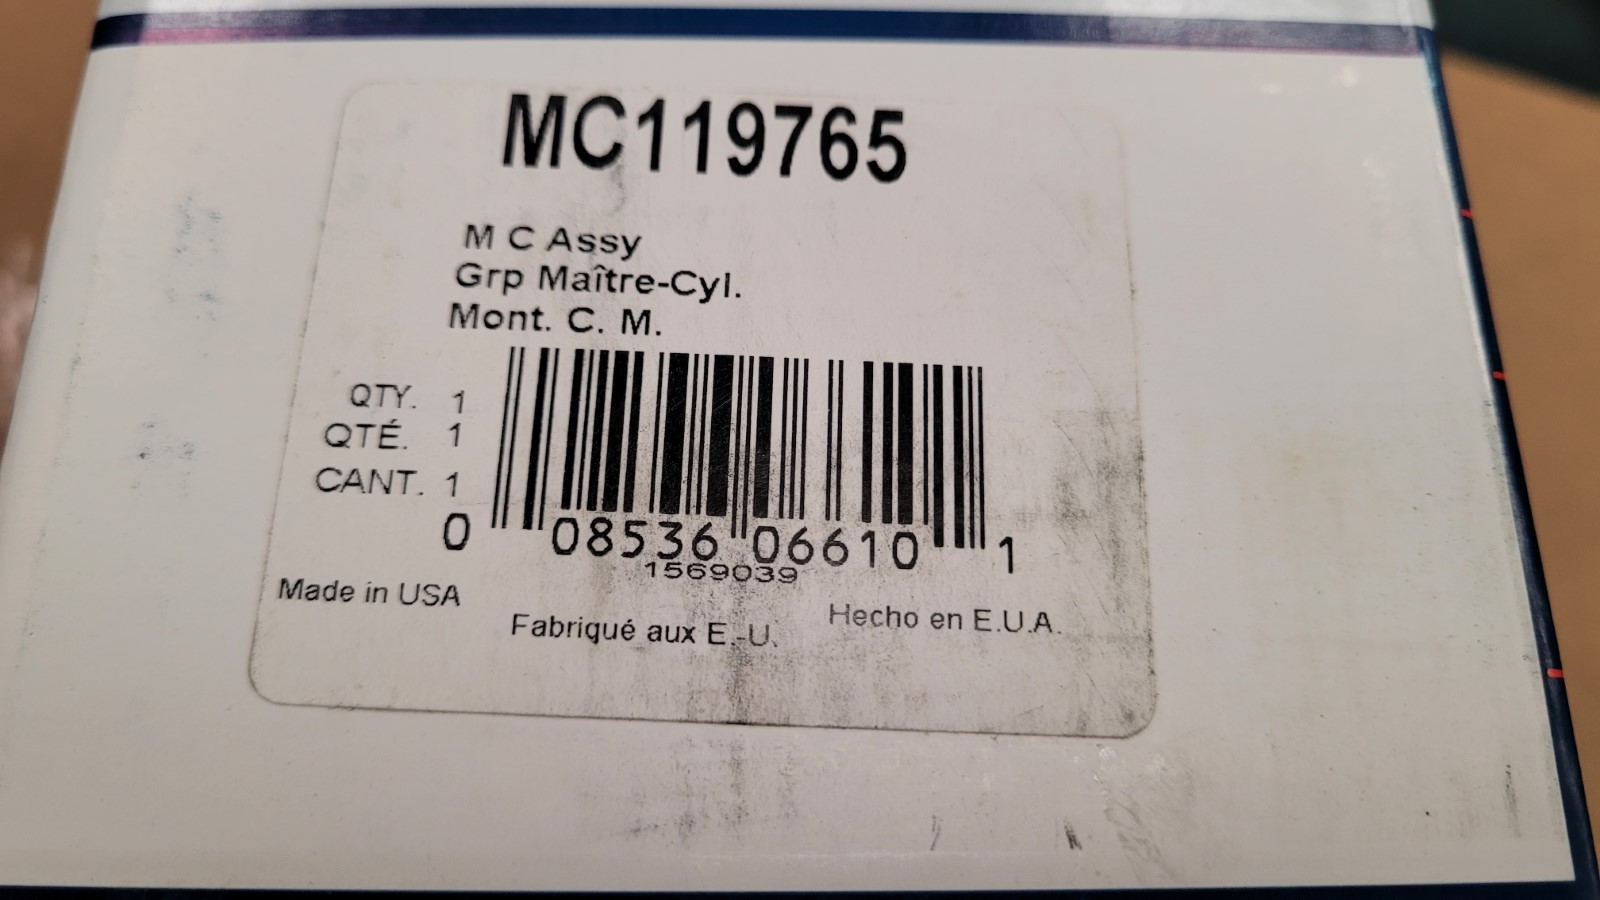 MC119765
M C Assy
Grp Maître-Cyl.
Mont. C. M.
QTY. 1
QTÉ. 1
CANT. 1
0 08536 06610 1
1569039
Made in USA
Fabriqué aux E.-U.
Hecho en E.U.A.